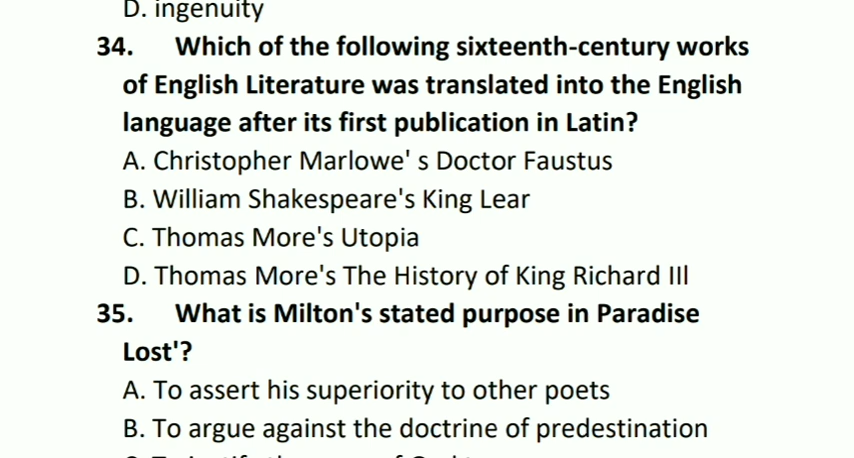 D. ingenuity
34. Which of the following sixteenth-century works
of English Literature was translated into the English
language after its first publication in Latin?
A. Christopher Marlowe' s Doctor Faustus
B. William Shakespeare's King Lear
C. Thomas More's Utopia
D. Thomas More's The History of King Richard IIl
35. What is Milton's stated purpose in Paradise
Lost'?
A. To assert his superiority to other poets
B. To argue against the doctrine of predestination